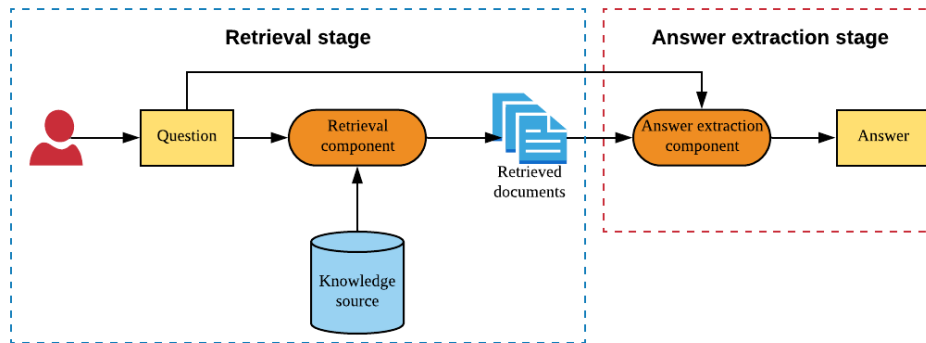 Retrieval stage
Answer extraction stage
Question
Retrieval
component
Retrieved
documents
Answer extraction
component
Answer
Knowledge
source